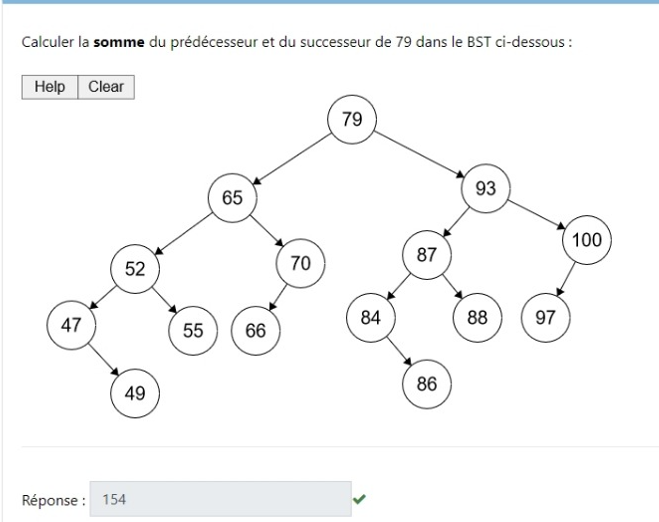 Calculer la somme du prédécesseur et du successeur de 79 dans le BST ci-dessous :
Help Clear
79
65 93
52 70 87 100
47 55 66 84 88 97
49 86
Réponse : 154